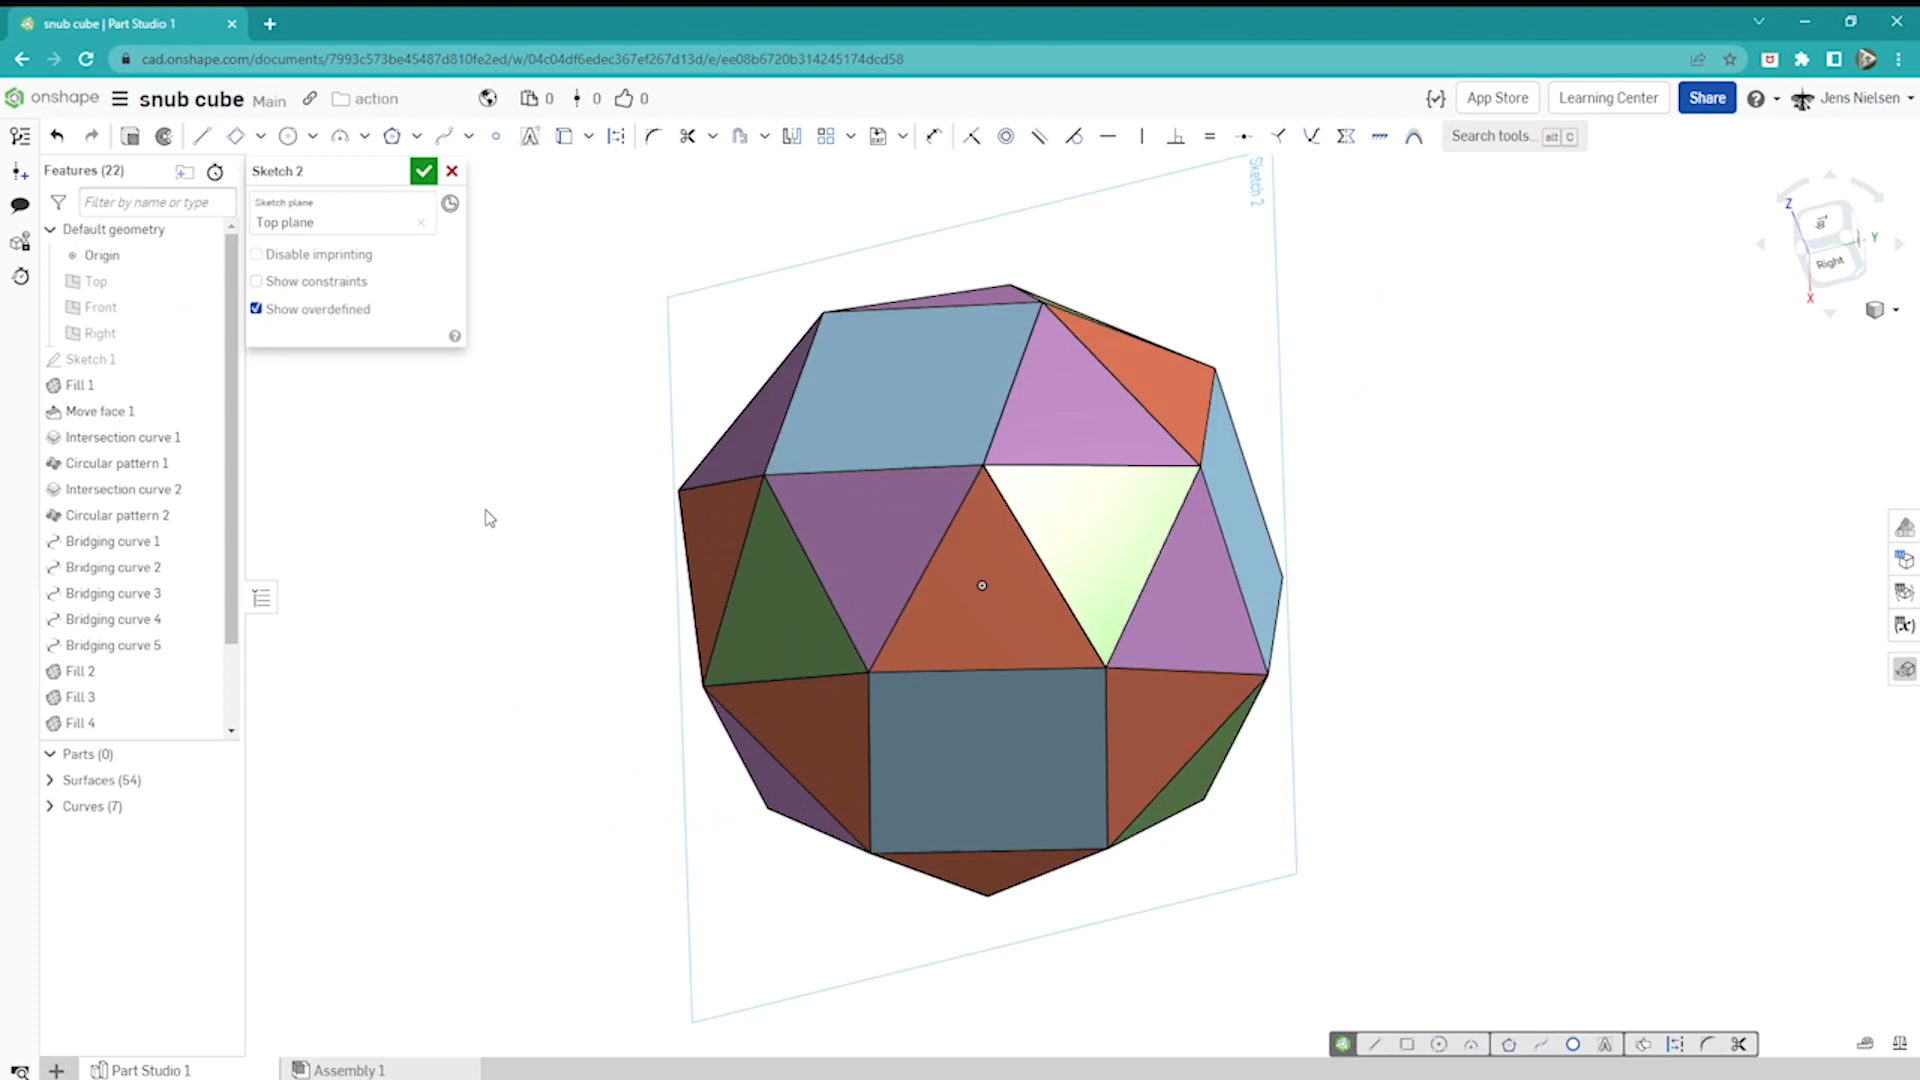 snub cube | Part Studio 1
cad.onshape.com/documents/7993c573be45487d810fe2ed/w/04c04df6edec367ef267d13d/e/ee08b6720b314245174dcd58
onshape snub cube Main action 0 0 0 App Store Learning Center Share Jens Nielsen
Search tools... alt C
Features (22)
Filter by name or type
Default geometry
Origin
Top
Front
Right
Sketch 1
Fill 1
Move face 1
Intersection curve 1
Circular pattern 1
Intersection curve 2
Circular pattern 2
Bridging curve 1
Bridging curve 2
Bridging curve 3
Bridging curve 4
Bridging curve 5
Fill 2
Fill 3
Fill 4
Parts (0)
Surfaces (54)
Curves (7)
Sketch 2
Sketch plane
Top plane
Disable imprinting
Show constraints
Show overdefined
Sketch 2
Z
Y
Right
X
Part Studio 1
Assembly 1